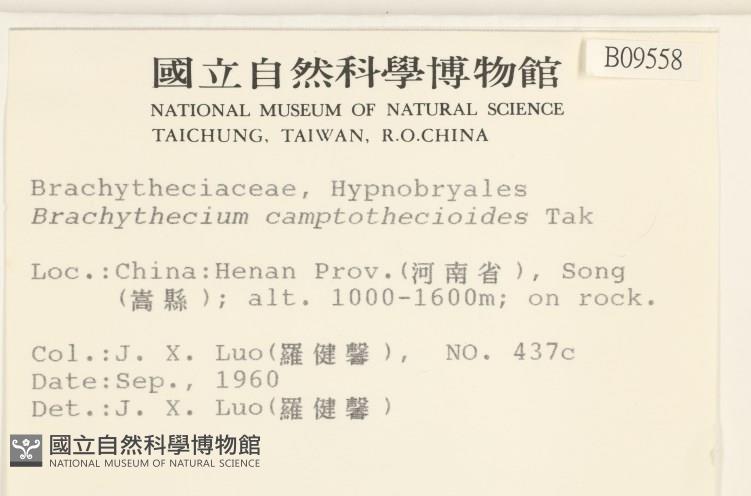 國立自然科學博物館
B09558
NATIONAL MUSEUM OF NATURAL SCIENCE
TAICHUNG, TAIWAN, R.O.CHINA
Brachytheciaceae, Hypnobryales
Brachythecium camptothecioides Tak
Loc.:China:Henan Prov.(河南省), Song
(嵩縣); alt. 1000-1600m; on rock.
Col.:J. X. Luo(羅健馨), NO. 437c
Date:Sep., 1960
Det.:J. X. Luo(羅健馨)
國立自然科學博物館
NATIONAL MUSEUM OF NATURAL SCIENCE